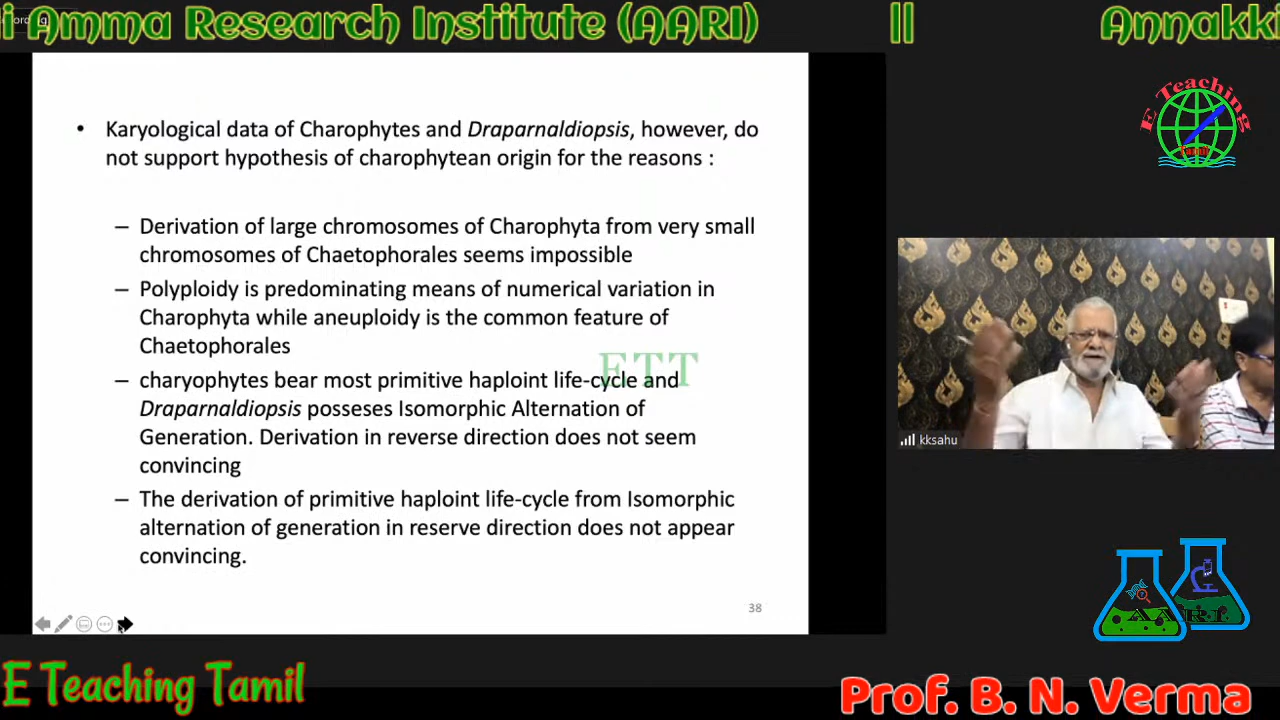 i Amma Research Institute (AARI) || Annakki
E Teaching
Tamil
• Karyological data of Charophytes and Draparnaldiopsis, however, do
not support hypothesis of charophytean origin for the reasons :
– Derivation of large chromosomes of Charophyta from very small
chromosomes of Chaetophorales seems impossible
– Polyploidy is predominating means of numerical variation in
Charophyta while aneuploidy is the common feature of
Chaetophorales
ETT
– charyophytes bear most primitive haploint life-cycle and
Draparnaldiopsis posseses Isomorphic Alternation of
Generation. Derivation in reverse direction does not seem
convincing
– The derivation of primitive haploint life-cycle from Isomorphic
alternation of generation in reserve direction does not appear
convincing.
38
kksahu
AARI
E Teaching Tamil
Prof. B. N. Verma